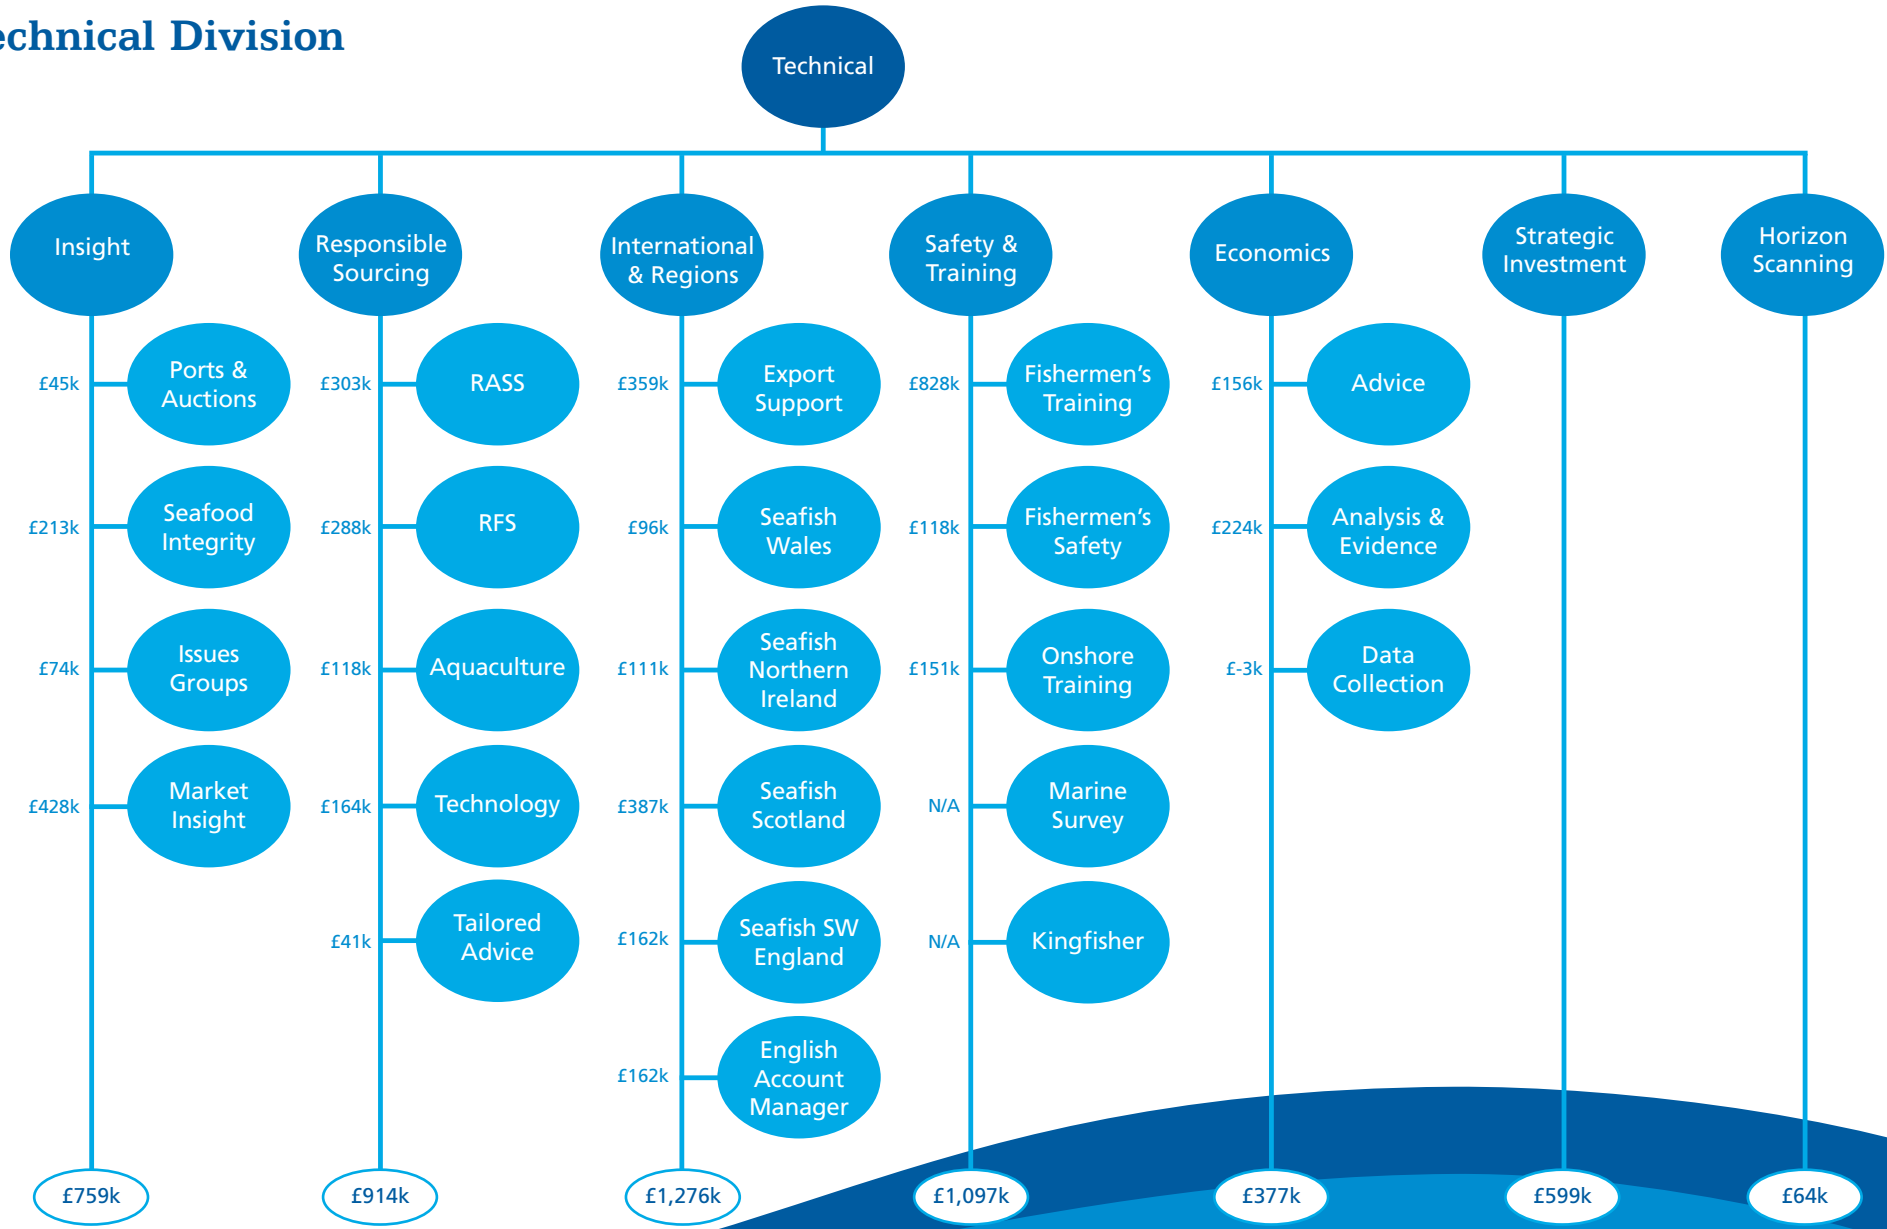 echnical Division
Technical
Insight
Responsible
Sourcing
International
& Regions
Safety &
Training
Economics
Strategic
Investment
Horizon
Scanning
£45k
Ports &
Auctions
£213k
Seafood
Integrity
£74k
Issues
Groups
£428k
Market
Insight
£759k
£303k
RASS
£288k
RFS
£118k
Aquaculture
£164k
Technology
£41k
Tailored
Advice
£914k
£359k
Export
Support
£96k
Seafish
Wales
£111k
Seafish
Northern
Ireland
£387k
Seafish
Scotland
£162k
Seafish SW
England
£162k
English
Account
Manager
£1,276k
£828k
Fishermen’s
Training
£118k
Fishermen’s
Safety
£151k
Onshore
Training
N/A
Marine
Survey
N/A
Kingfisher
£1,097k
£156k
Advice
£224k
Analysis &
Evidence
£-3k
Data
Collection
£377k
£599k
£64k